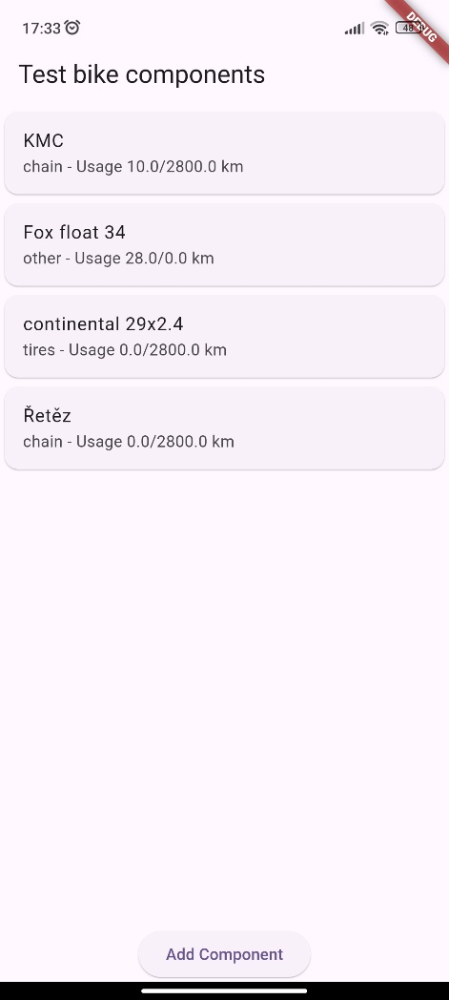 17:33
48
DEBUG
Test bike components
KMC
chain - Usage 10.0/2800.0 km
Fox float 34
other - Usage 28.0/0.0 km
continental 29x2.4
tires - Usage 0.0/2800.0 km
Řetěz
chain - Usage 0.0/2800.0 km
Add Component